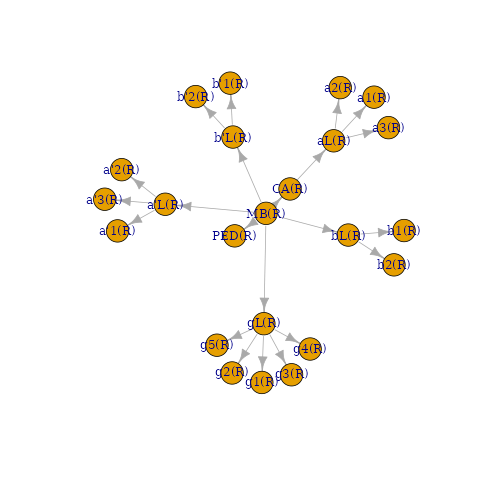 b'1(R)
a2(R)
b'2(R)
a1(R)
a3(R)
b'L(R)
aL(R)
a'2(R)
CA(R)
a'3(R)
a'L(R)
MB(R)
a'1(R)
PED(R)
bL(R)
b1(R)
b2(R)
gL(R)
g5(R)
g4(R)
g2(R)
g3(R)
g1(R)